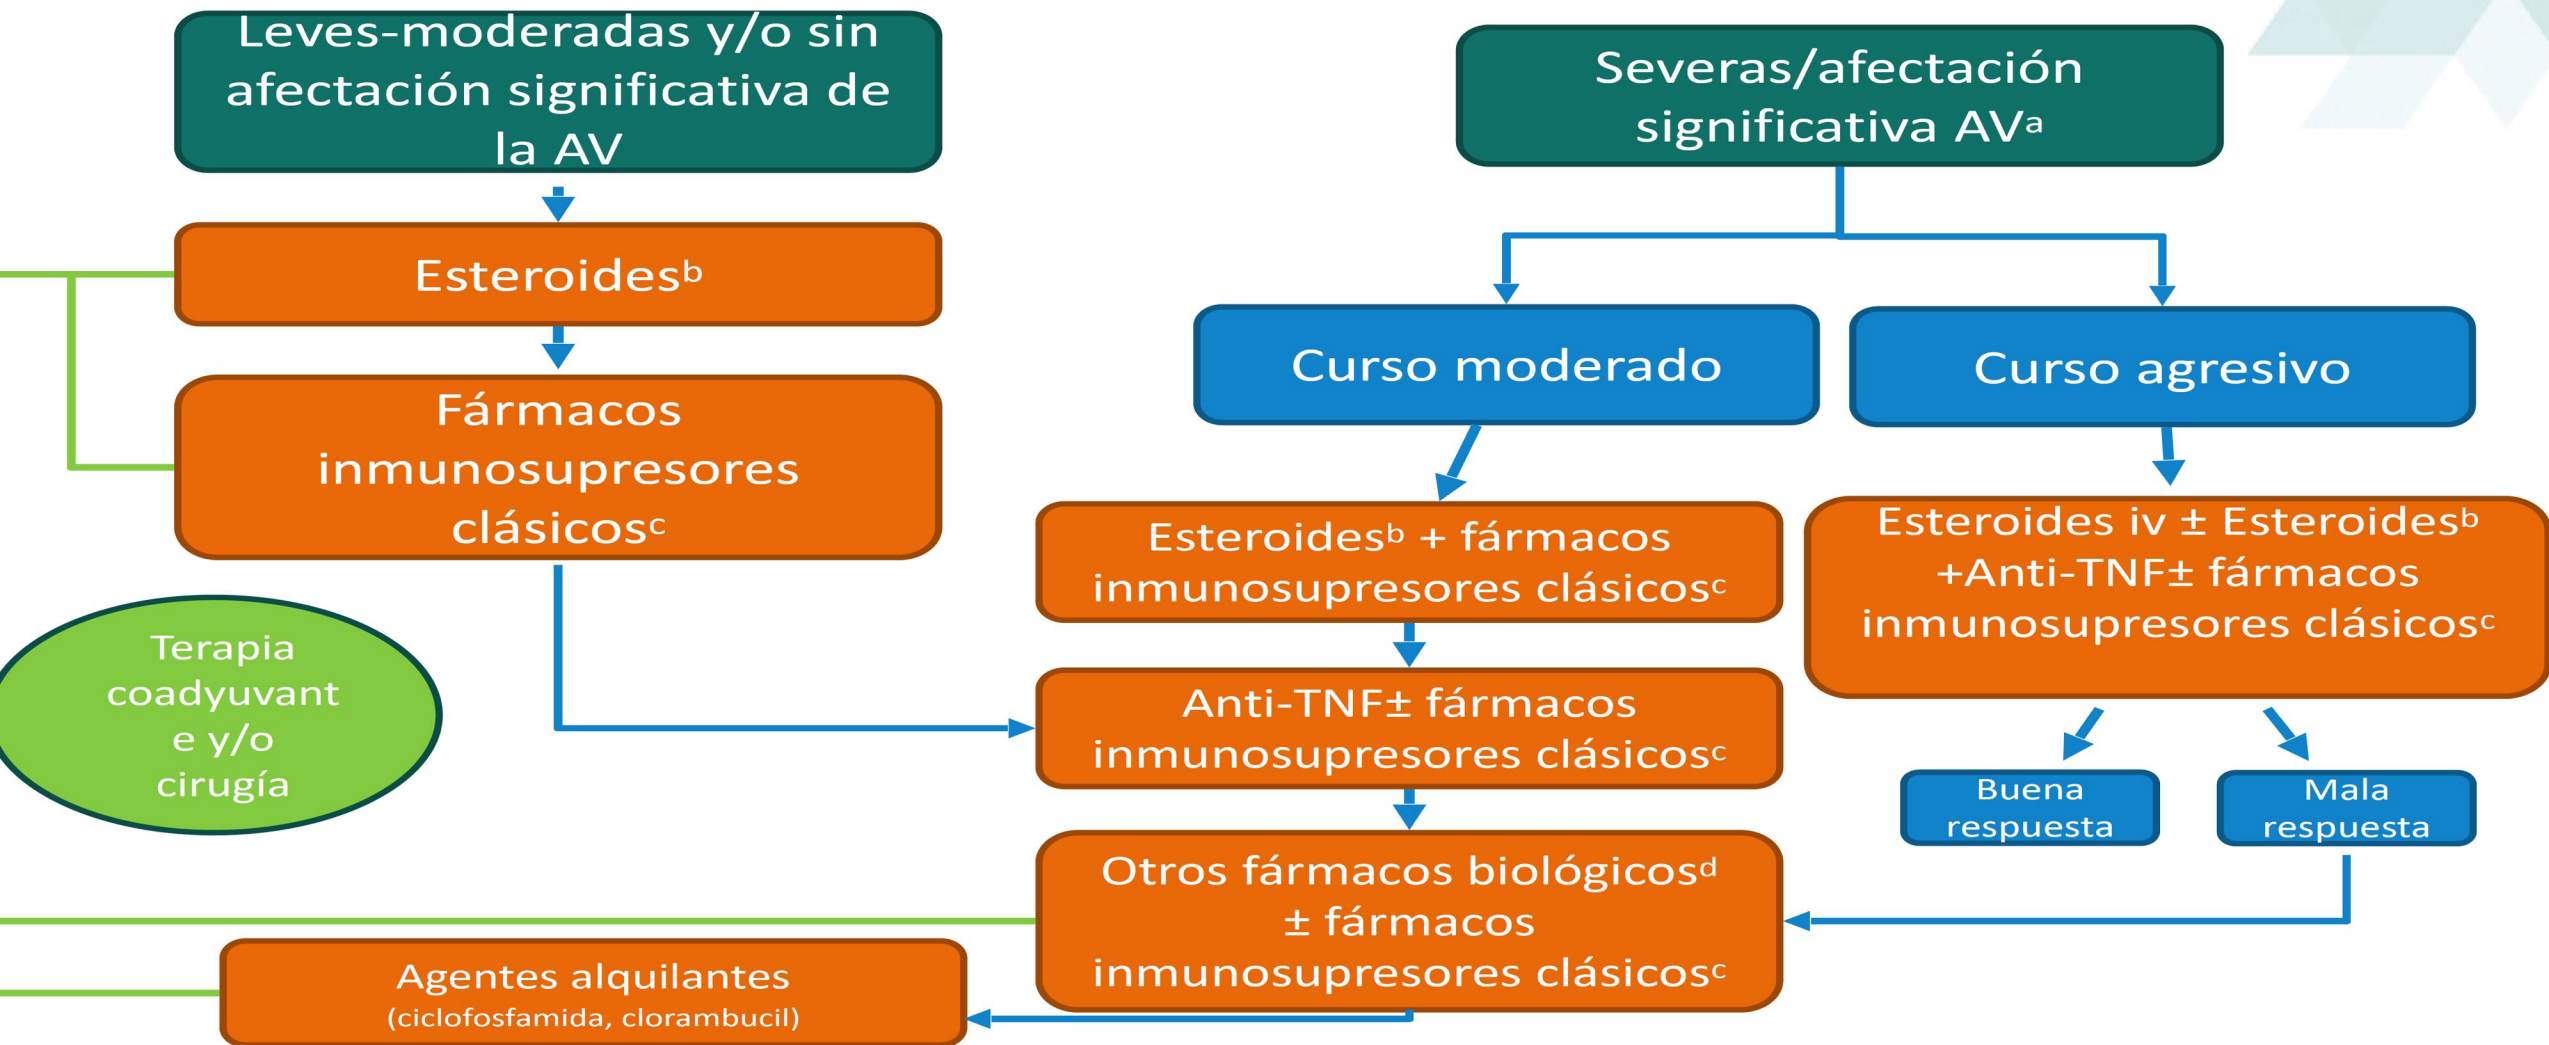 Leves-moderadas y/o sin
afectación significativa de
la AV
Esteroidesᵇ
Fármacos
inmunosupresores
clásicosᶜ
Terapia
coadyuvant
e y/o
cirugía
Severas/afectación
significativa AVᵃ
Curso moderado
Curso agresivo
Esteroidesᵇ + fármacos
inmunosupresores clásicosᶜ
Esteroides iv ± Esteroidesᵇ
+Anti-TNF± fármacos
inmunosupresores clásicosᶜ
Anti-TNF± fármacos
inmunosupresores clásicosᶜ
Buena
respuesta
Mala
respuesta
Otros fármacos biológicosᵈ
± fármacos
inmunosupresores clásicosᶜ
Agentes alquilantes
(ciclofosfamida, clorambucil)